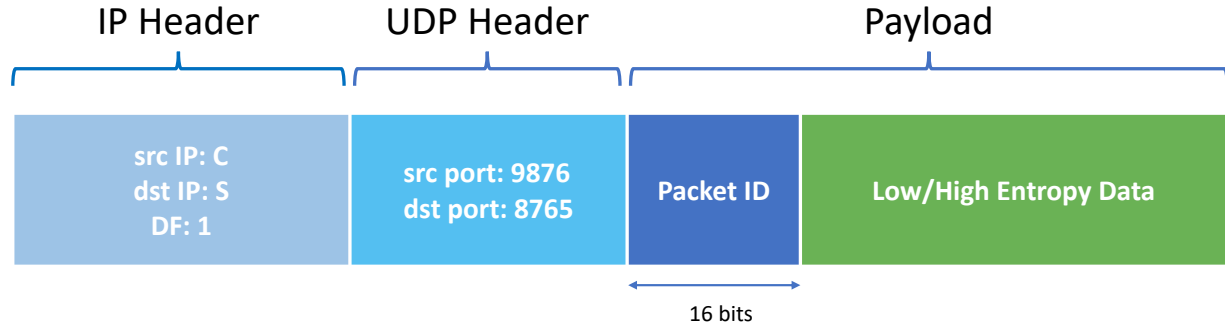 IP Header
UDP Header
Payload
src IP: C
dst IP: S
DF: 1
src port: 9876
dst port: 8765
Packet ID
Low/High Entropy Data
16 bits